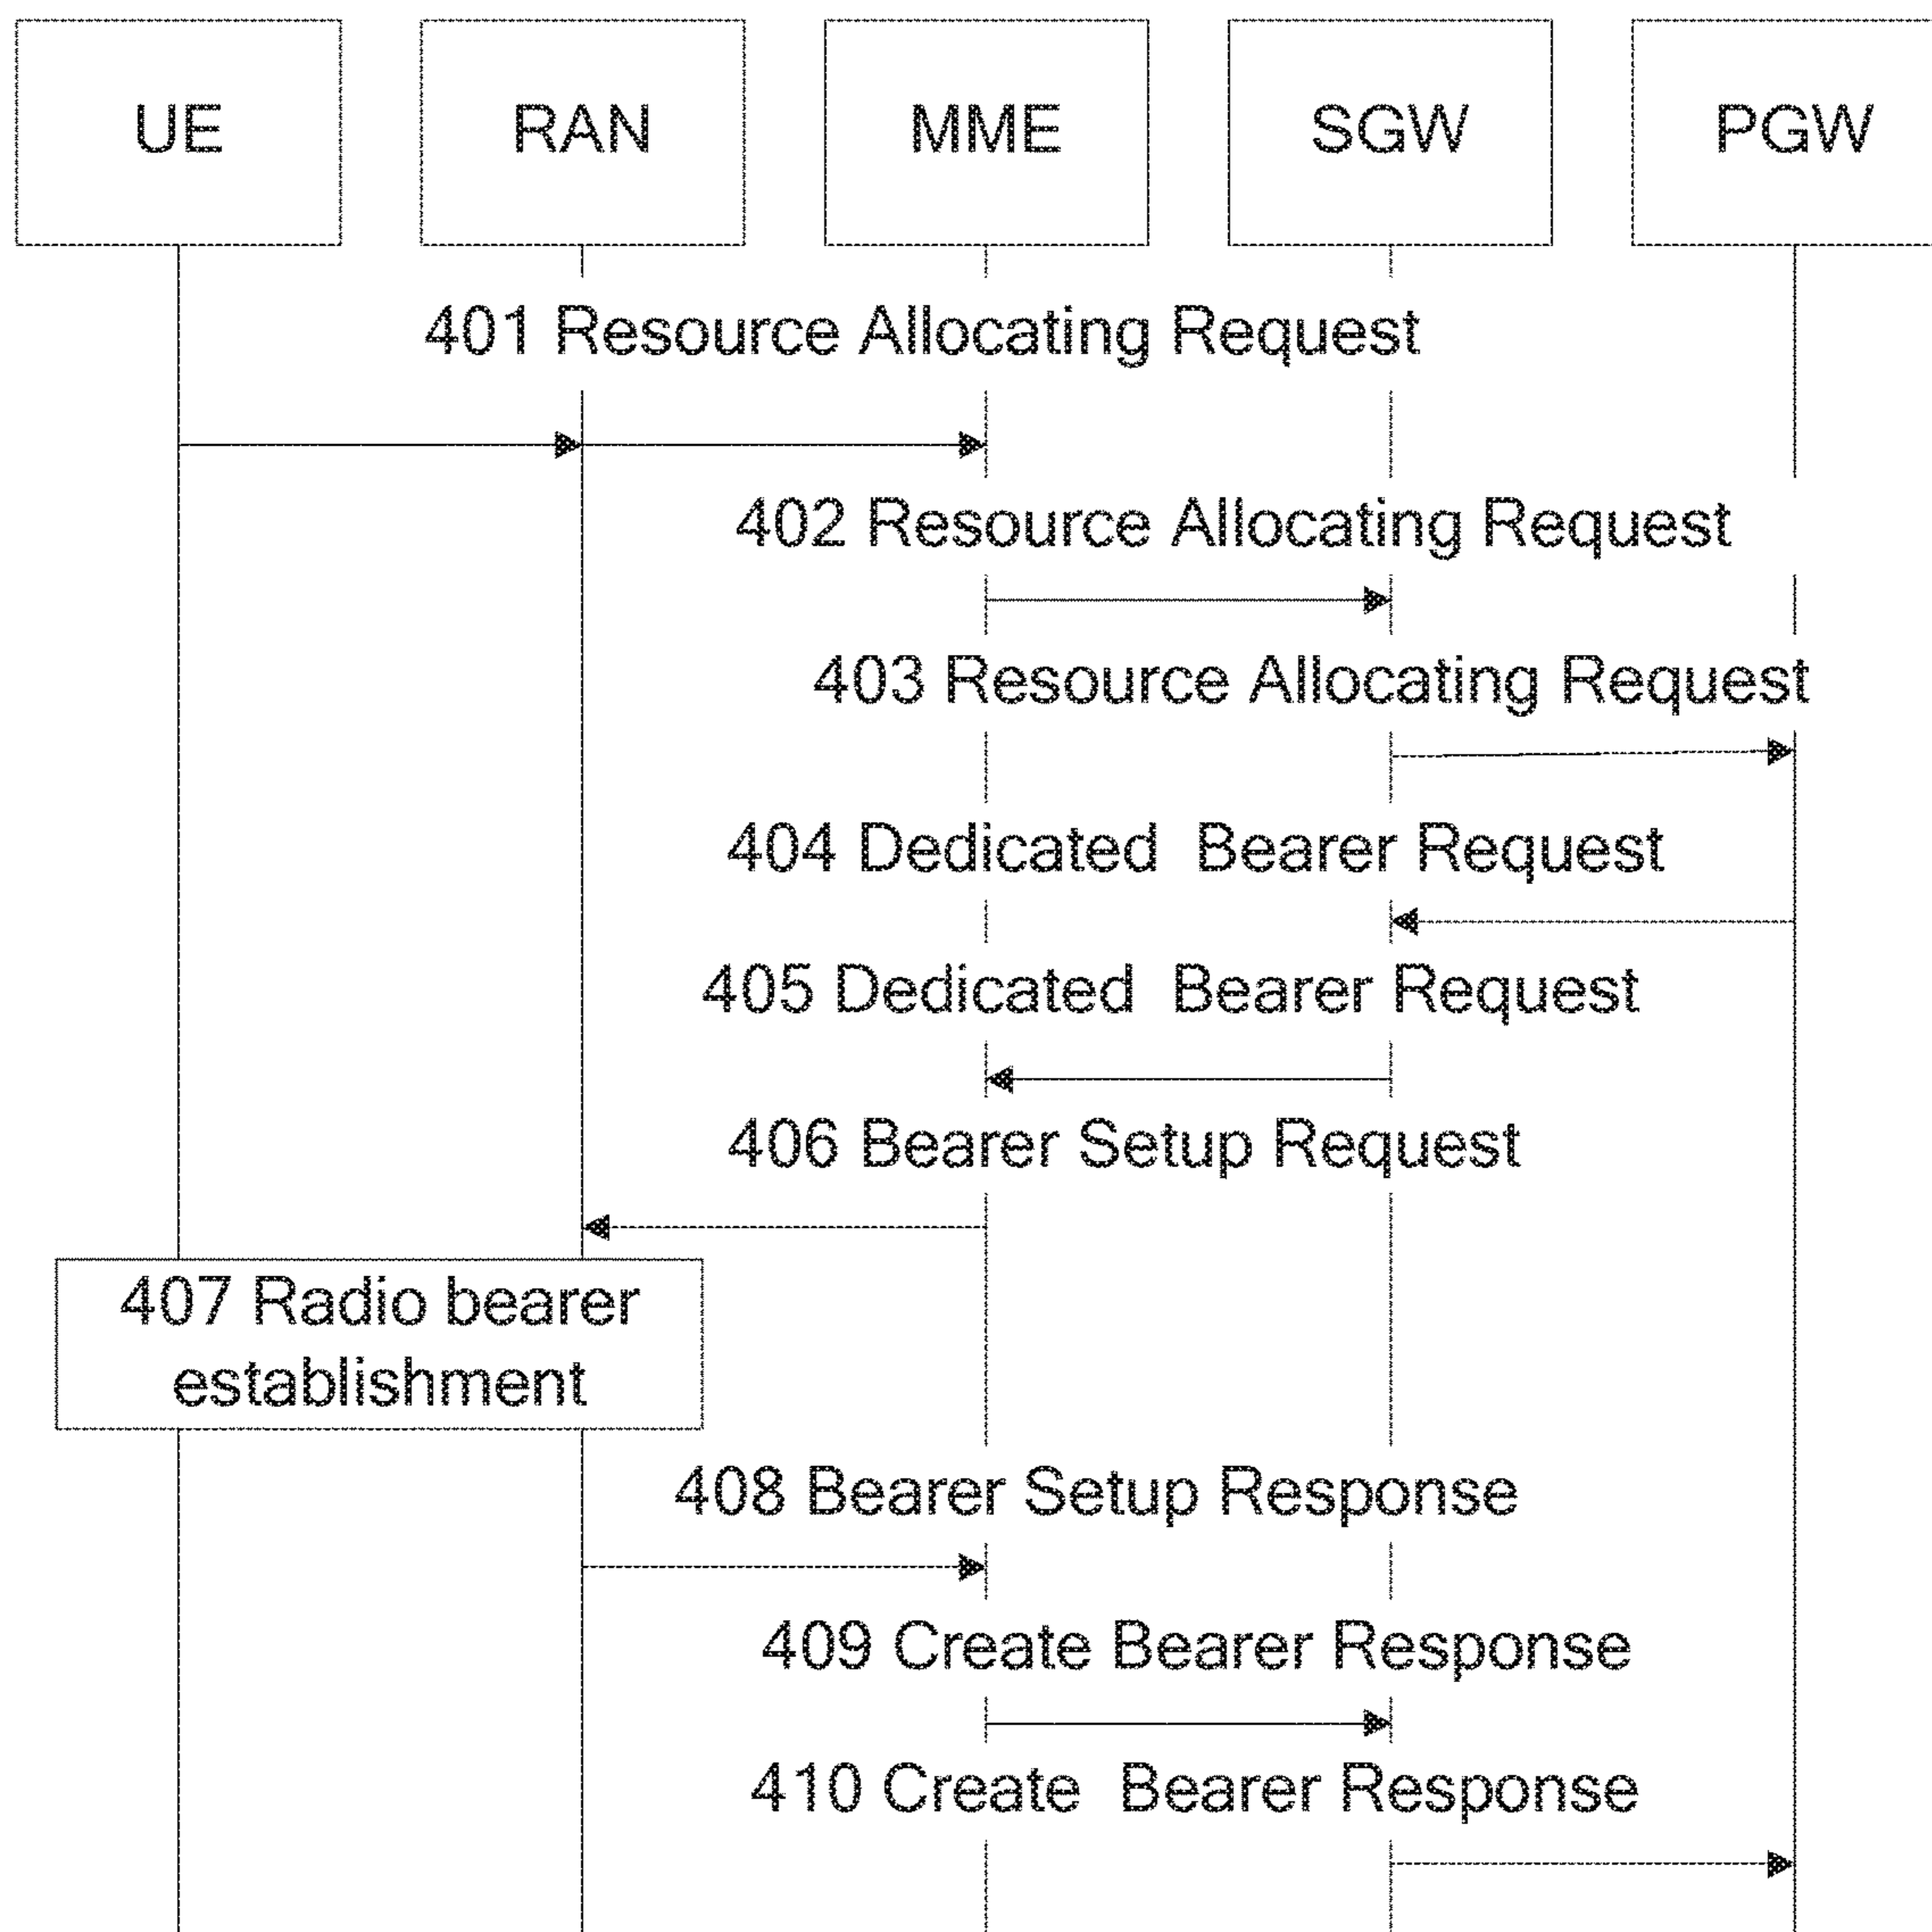 UE
RAN
MME
SGW
PGW
401 Resource Allocating Request
402 Resource Allocating Request
403 Resource Allocating Request
404 Dedicated Bearer Request
405 Dedicated Bearer Request
406 Bearer Setup Request
407 Radio bearer
establishment
408 Bearer Setup Response
409 Create Bearer Response
410 Create Bearer Response